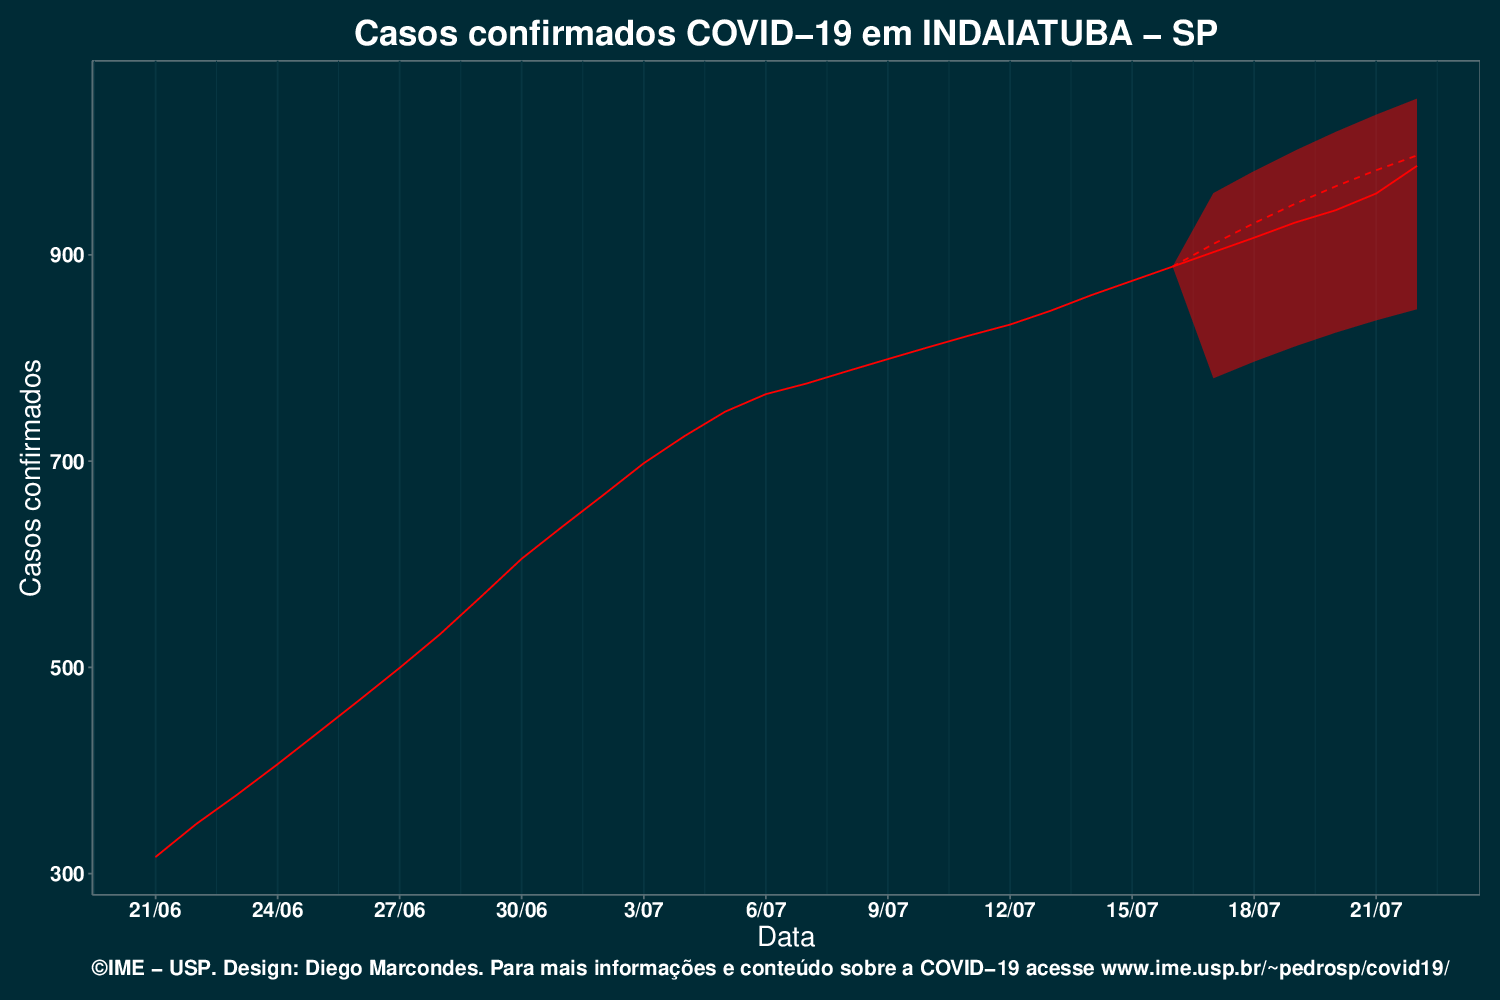 Casos confirmados COVID−19 em INDAIATUBA − SP
Casos confirmados
900
700
500
300
21/06 24/06 27/06 30/06 3/07 6/07 9/07 12/07 15/07 18/07 21/07
Data
©IME − USP. Design: Diego Marcondes. Para mais informações e conteúdo sobre a COVID−19 acesse www.ime.usp.br/~pedrosp/covid19/